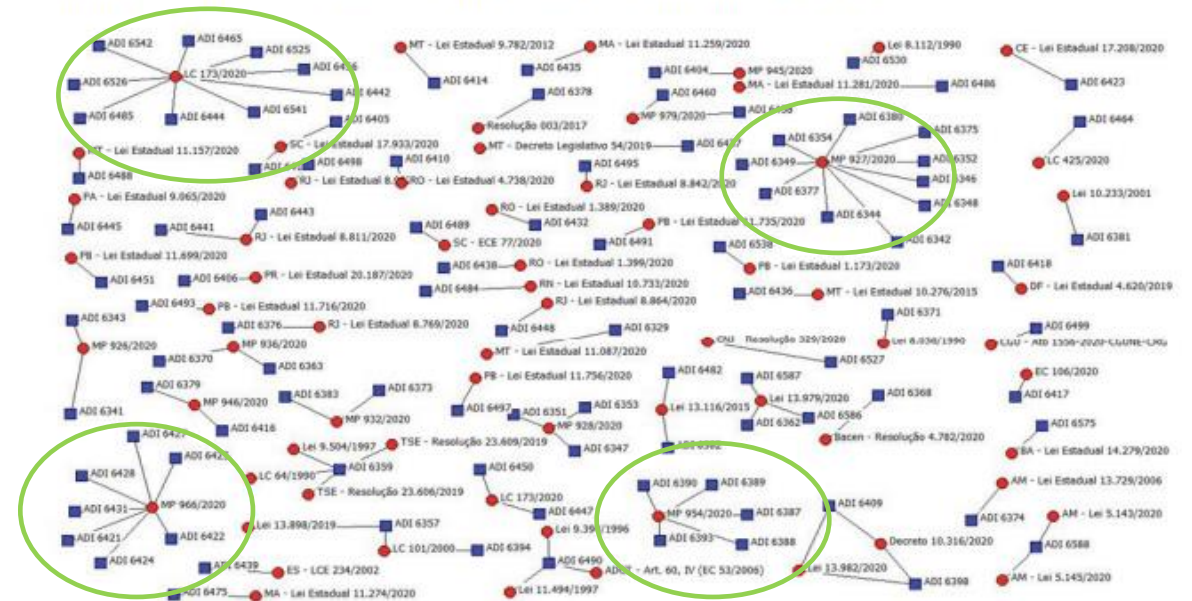 ADI 6542
ADI 6465
ADI 6525
ADI 6526
LC 173/2020
ADI 6442
ADI 6485
ADI 6444
ADI 6541
ADI 6405
MT - Lei Estadual 9.782/2012
ADI 6414
MA - Lei Estadual 11.259/2020
ADI 6435
ADI 6378
Resolução 003/2017
ADI 6404
MP 945/2020
ADI 6460
MP 979/2020
MA - Lei Estadual 11.281/2020
ADI 6486
Lei 8.112/1990
ADI 6530
CE - Lei Estadual 17.208/2020
ADI 6423
ADI 6380
ADI 6354
ADI 6375
MP 927/2020
ADI 6349
ADI 6352
ADI 6346
ADI 6377
ADI 6348
ADI 6344
ADI 6342
ADI 6464
LC 425/2020
Lei 10.233/2001
ADI 6381
MT - Lei Estadual 11.157/2020
ADI 6488
SC - Lei Estadual 17.933/2020
ADI 6498
ADI 6410
RO - Lei Estadual 4.738/2020
MT - Decreto Legislativo 54/2019
ADI 6495
RJ - Lei Estadual 8.842/2020
PA - Lei Estadual 9.065/2020
ADI 6445
ADI 6441
ADI 6443
RJ - Lei Estadual 8.811/2020
ADI 6489
SC - ECE 77/2020
RO - Lei Estadual 1.389/2020
ADI 6432
PB - Lei Estadual 11.735/2020
ADI 6491
ADI 6538
PB - Lei Estadual 1.173/2020
PB - Lei Estadual 11.699/2020
ADI 6451
ADI 6406
PR - Lei Estadual 20.187/2020
ADI 6438
RO - Lei Estadual 1.399/2020
ADI 6484
RN - Lei Estadual 10.733/2020
RJ - Lei Estadual 8.864/2020
ADI 6448
ADI 6436
MT - Lei Estadual 10.276/2015
ADI 6418
DF - Lei Estadual 4.620/2019
ADI 6493
PB - Lei Estadual 11.716/2020
ADI 6343
MP 926/2020
ADI 6341
ADI 6376
RJ - Lei Estadual 8.769/2020
MP 936/2020
ADI 6370
ADI 6363
ADI 6329
MT - Lei Estadual 11.087/2020
ADI 6371
ADI 6499
ADI 6527
ADI 6379
MP 946/2020
ADI 6416
ADI 6383
ADI 6373
MP 932/2020
PB - Lei Estadual 11.756/2020
ADI 6497
ADI 6351
ADI 6353
MP 928/2020
ADI 6347
ADI 6482
Lei 13.116/2015
ADI 6587
Lei 13.979/2020
ADI 6362
ADI 6586
ADI 6368
Bacen - Resolução 4.782/2020
EC 106/2020
ADI 6417
ADI 6575
BA - Lei Estadual 14.279/2020
ADI 6428
MP 966/2020
ADI 6431
ADI 6421
ADI 6422
ADI 6424
Lei 9.504/1997
TSE - Resolução 23.609/2019
LC 64/1990
ADI 6359
TSE - Resolução 23.606/2019
ADI 6450
LC 173/2020
ADI 6447
ADI 6390
ADI 6389
MP 954/2020
ADI 6387
ADI 6393
ADI 6388
ADI 6409
Decreto 10.316/2020
Lei 13.982/2020
ADI 6398
AM - Lei Estadual 13.729/2006
ADI 6374
AM - Lei 5.143/2020
ADI 6588
AM - Lei 5.145/2020
Lei 13.898/2019
ADI 6357
LC 101/2000
ADI 6394
ADI 6490
Art. 60, IV (EC 53/2006)
Lei 11.494/1997
ADI 6439
ES - LCE 234/2002
ADI 6475
MA - Lei Estadual 11.274/2020